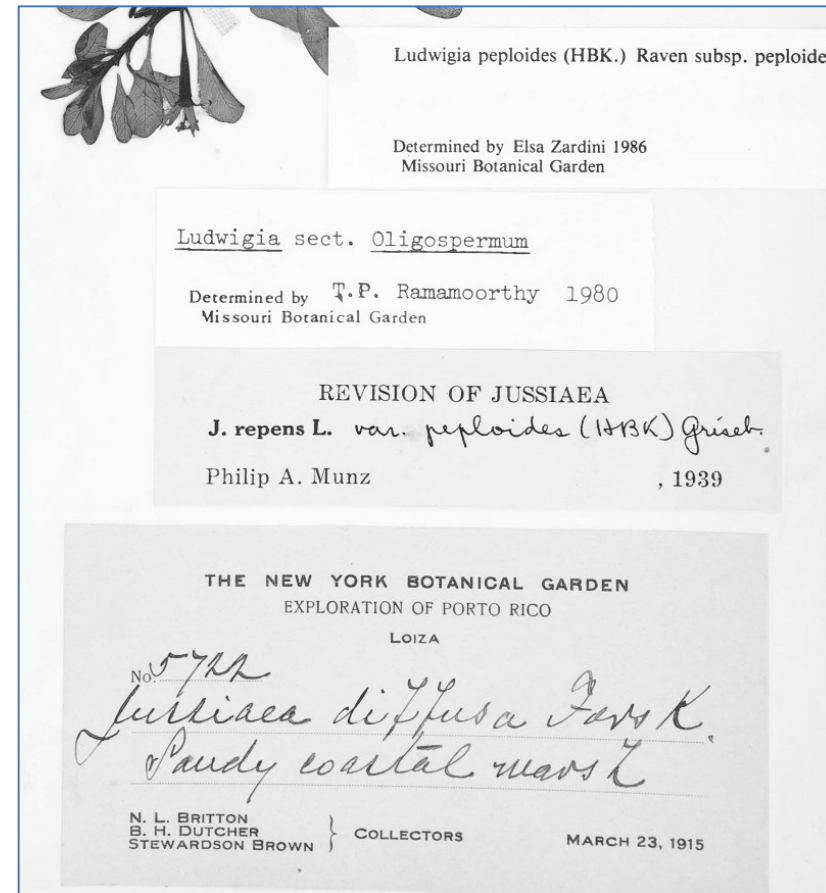 Ludwigia peploides (HBK.) Raven subsp. peploide
Determined by Elsa Zardini 1986
Missouri Botanical Garden
Ludwigia sect. Oligospermum
Determined by T.P. Ramamoorthy 1980
Missouri Botanical Garden
REVISION OF JUSSIAEA
J. repens L. var. peploides (HBK) Griseb.
Philip A. Munz , 1939
THE NEW YORK BOTANICAL GARDEN
EXPLORATION OF PORTO RICO
LOIZA
No. 5722
Jussiaea diffusa Forsk.
Sandy coastal marsh
N. L. BRITTON
B. H. DUTCHER
STEWARDSON BROWN } COLLECTORS MARCH 23, 1915